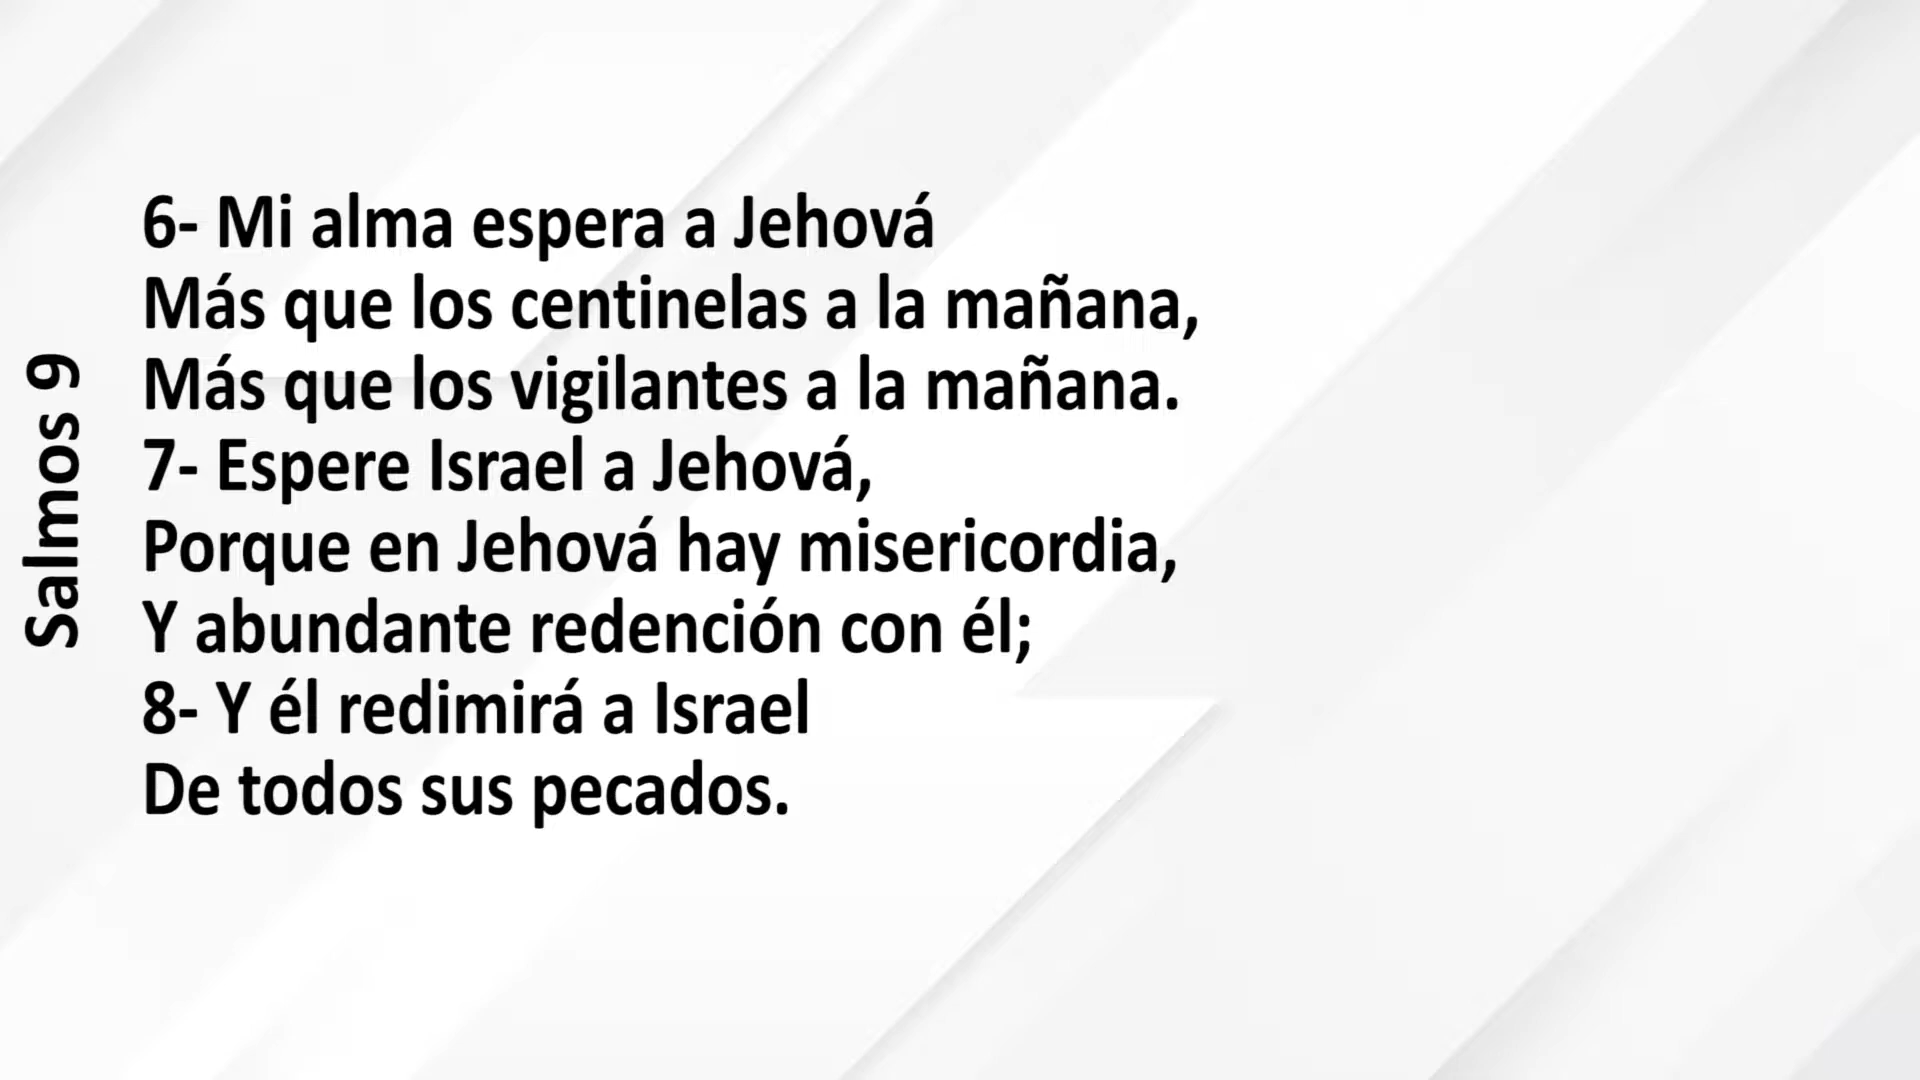 Salmos 9
6- Mi alma espera a Jehová
Más que los centinelas a la mañana,
Más que los vigilantes a la mañana.
7- Espere Israel a Jehová,
Porque en Jehová hay misericordia,
Y abundante redención con él;
8- Y él redimirá a Israel
De todos sus pecados.